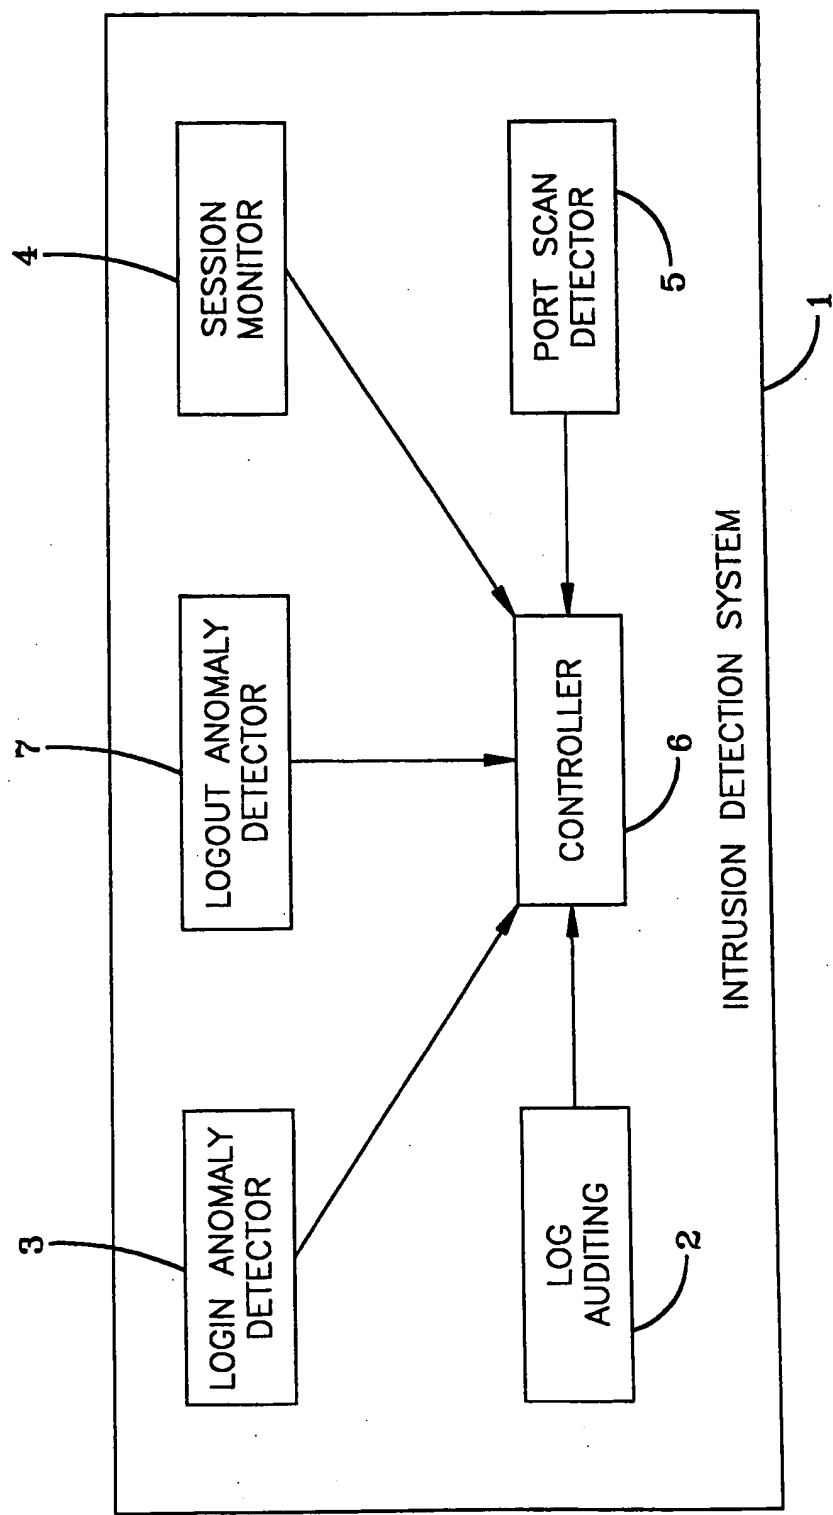 3
7
4
LOGIN ANOMALY
DETECTOR
LOGOUT ANOMALY
DETECTOR
SESSION
MONITOR
LOG
AUDITING
CONTROLLER
PORT SCAN
DETECTOR
2
6
5
INTRUSION DETECTION SYSTEM
1